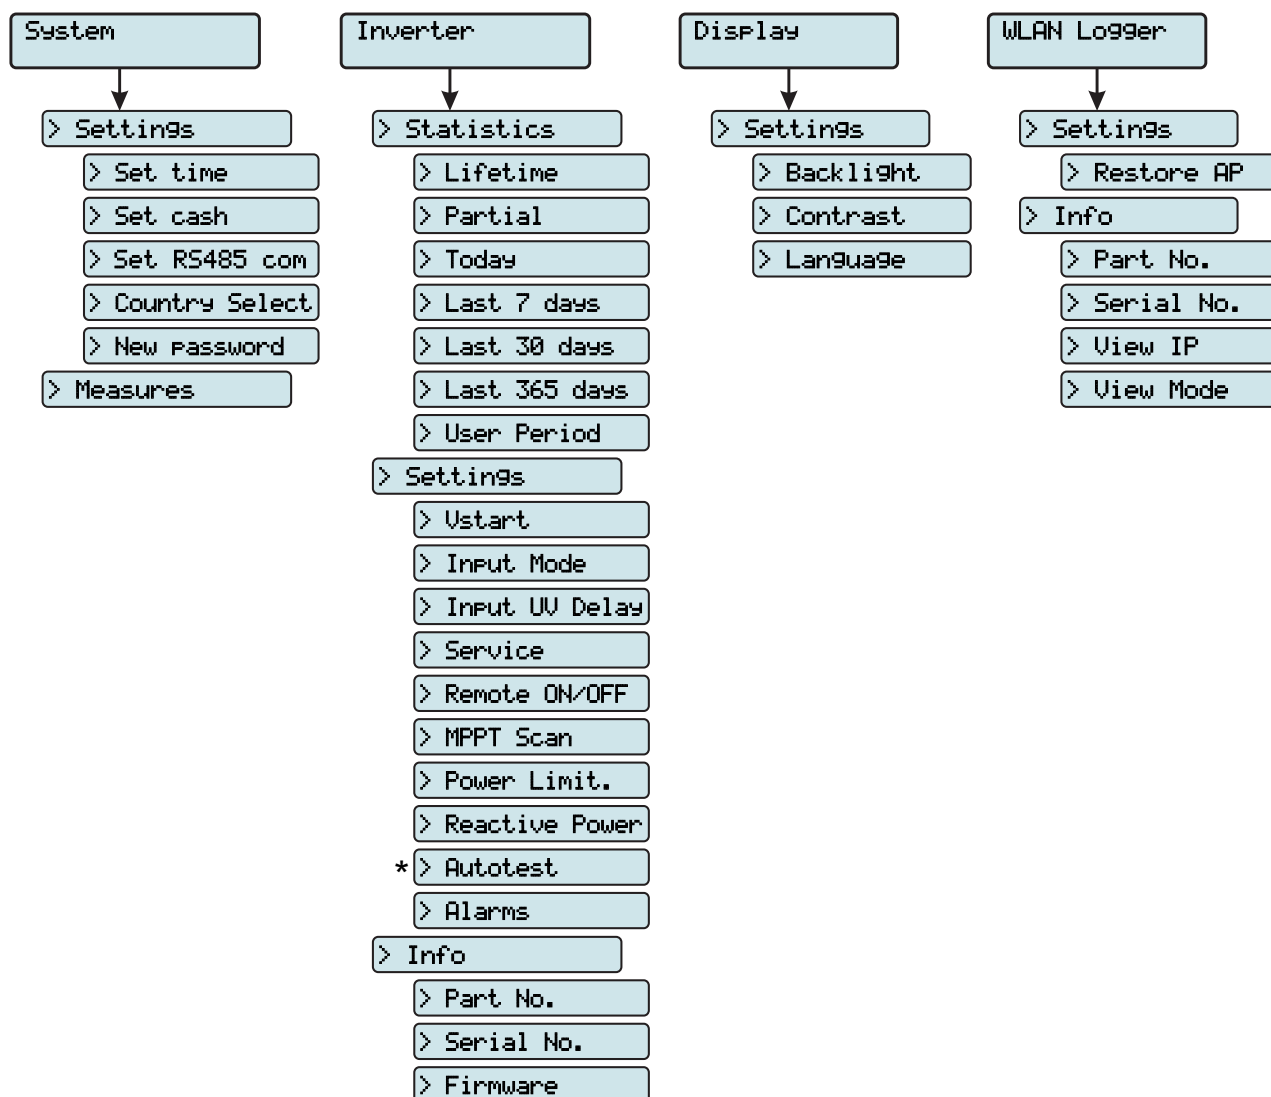 System
> Settings
> Set time
> Set cash
> Set RS485 com
> Country Select
> New password
> Measures
Inverter
> Statistics
> Lifetime
> Partial
> Today
> Last 7 days
> Last 30 days
> Last 365 days
> User Period
> Settings
> Vstart
> Input Mode
> Input UV Delay
> Service
> Remote ON/OFF
> MPPT Scan
> Power Limit.
> Reactive Power
* > Autotest
> Alarms
> Info
> Part No.
> Serial No.
> Firmware
Display
> Settings
> Backlight
> Contrast
> Language
WLAN Logger
> Settings
> Restore AP
> Info
> Part No.
> Serial No.
> View IP
> View Mode